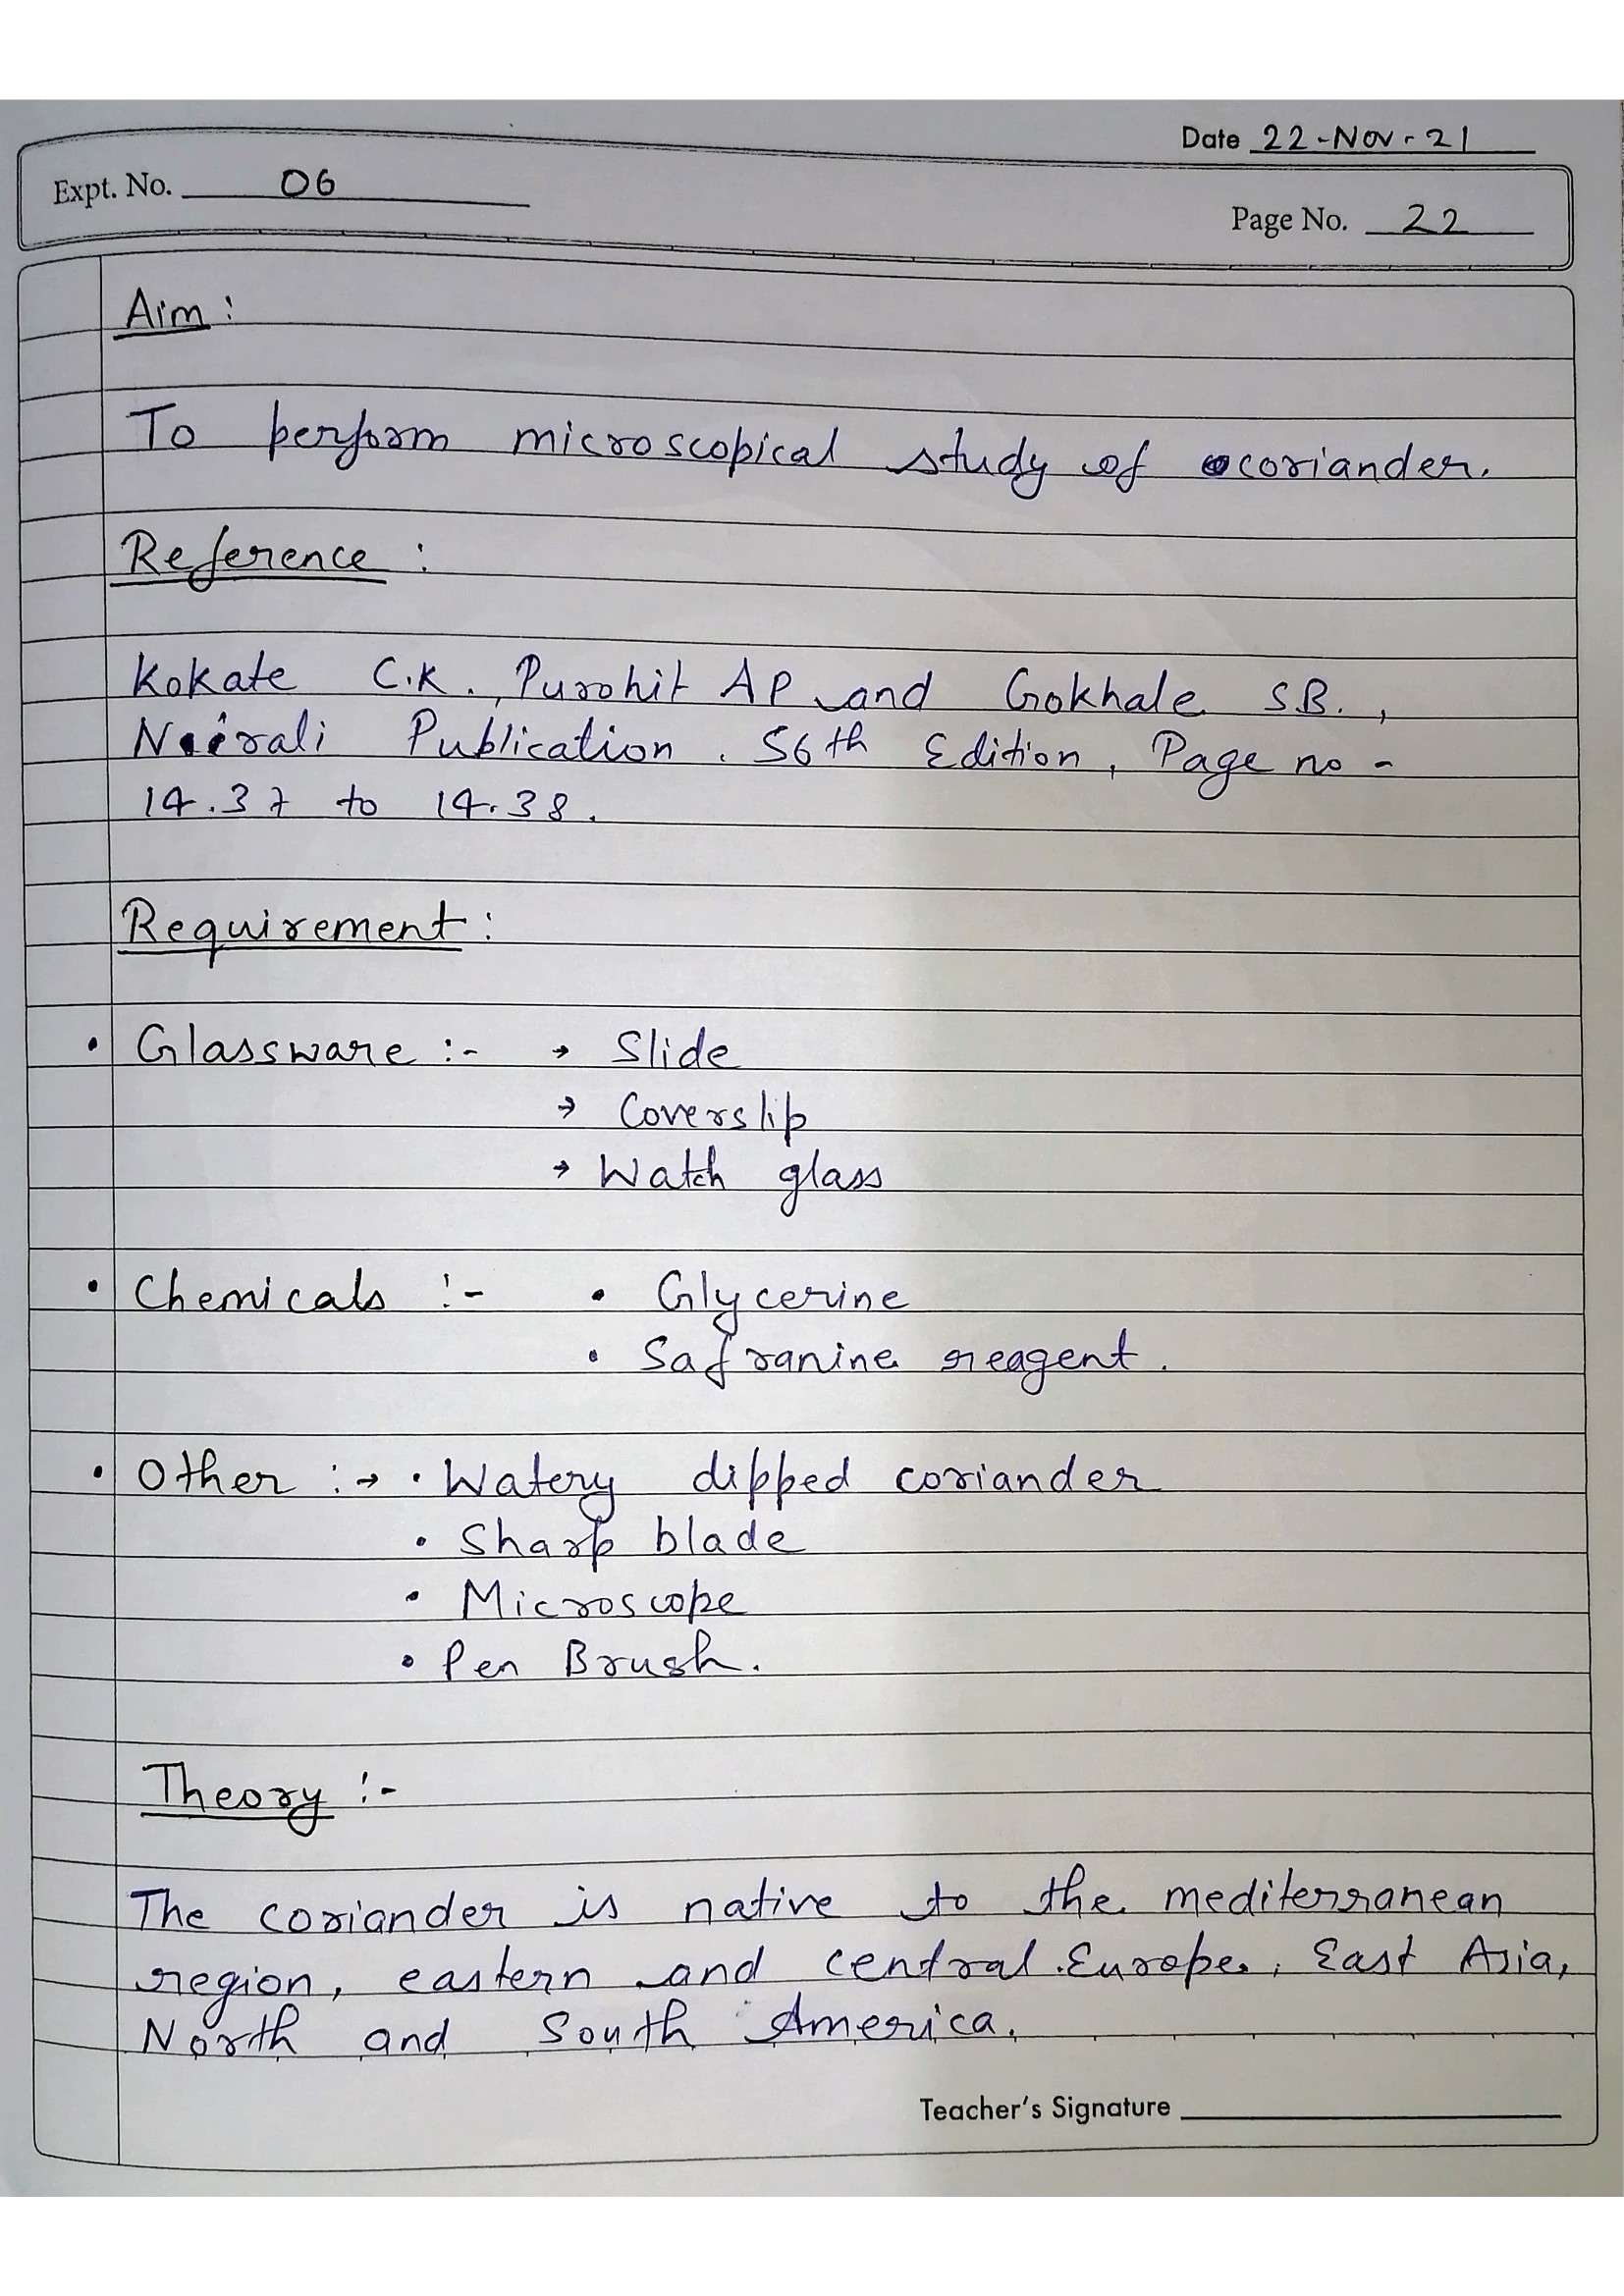 Date 22-Nov-21
Expt. No. 06
Page No. 22
Aim :
To perform microscopical study of coriander.
Reference :
Kokate C.K., Purohit AP and Gokhale S.B.,
Nirali Publication. 56th Edition, Page no -
14.37 to 14.38.
Requirement :
• Glassware :- → Slide
→ Coverslip
→ Watch glass
• Chemicals :- • Glycerine
• Safranine reagent.
• Other :→ • Watery dipped coriander
• Sharp blade
• Microscope
• Pen Brush.
Theory :-
The coriander is native to the mediterranean
region, eastern and central Europe, East Asia,
North and South America.
Teacher's Signature